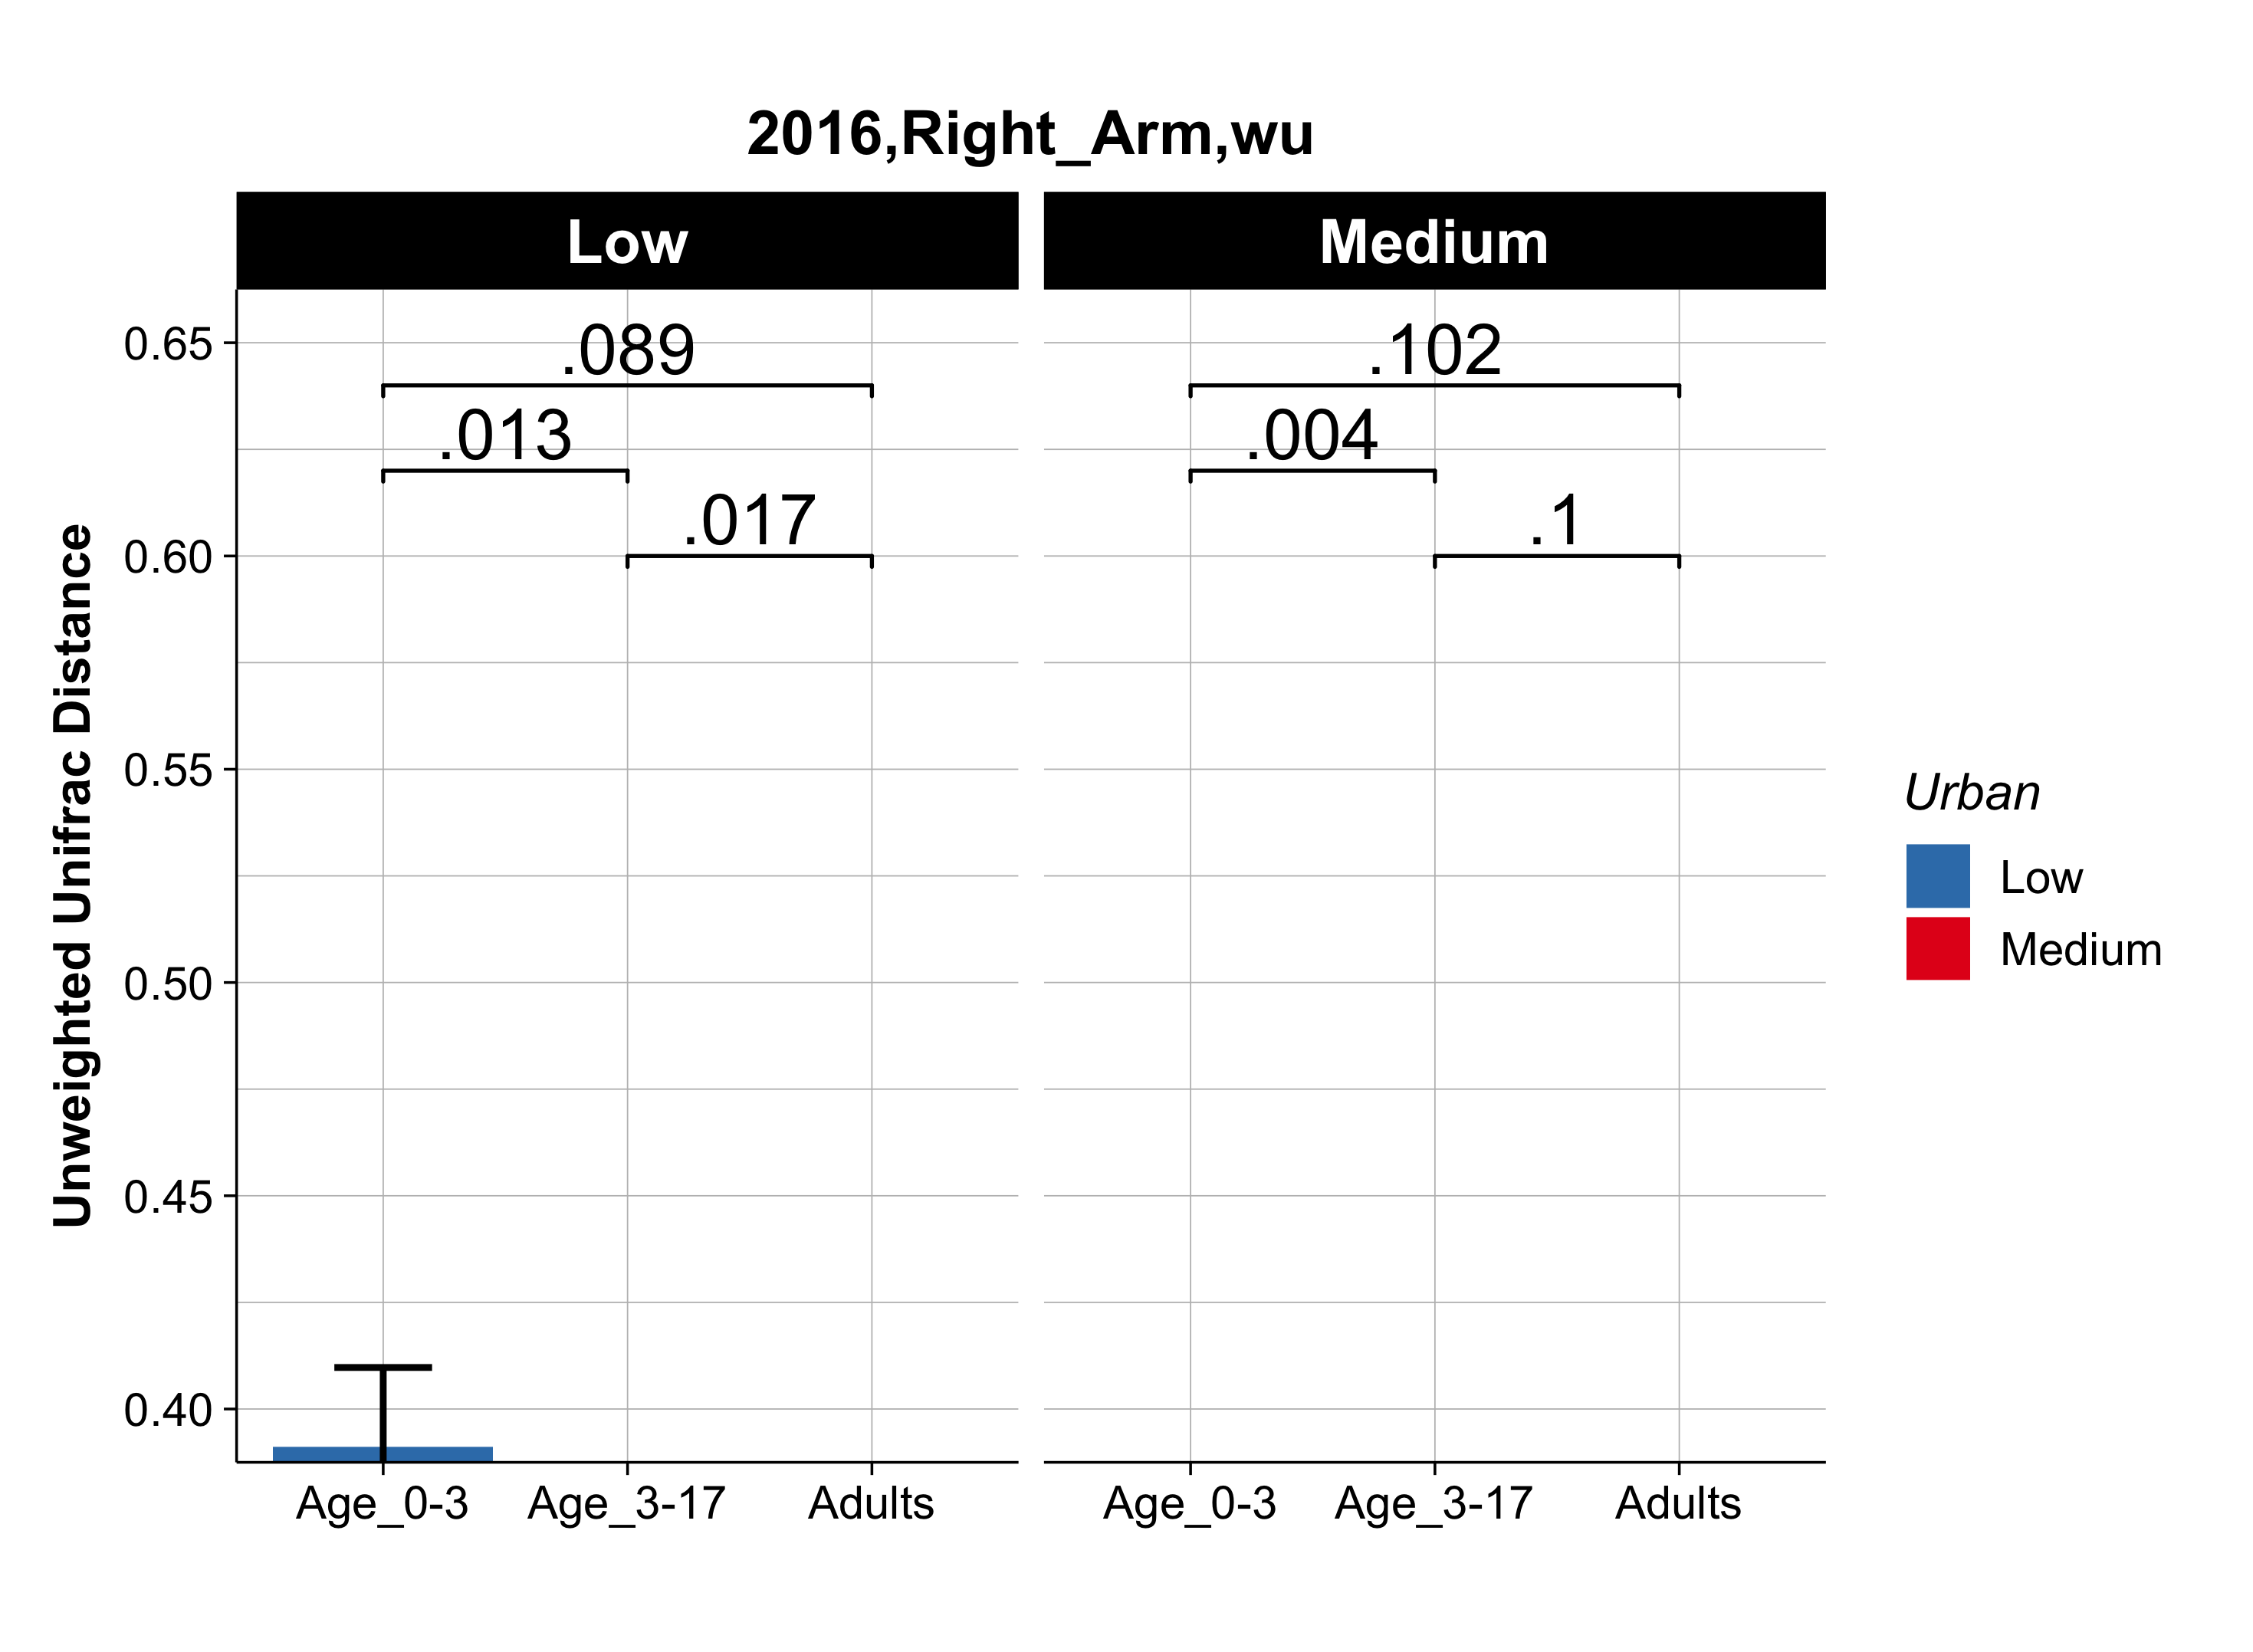 2016,Right_Arm,wu
Low
Medium
Unweighted Unifrac Distance
0.65
0.60
0.55
0.50
0.45
0.40
.089
.013
.017
.102
.004
.1
Age_0-3
Age_3-17
Adults
Age_0-3
Age_3-17
Adults
Urban
Low
Medium